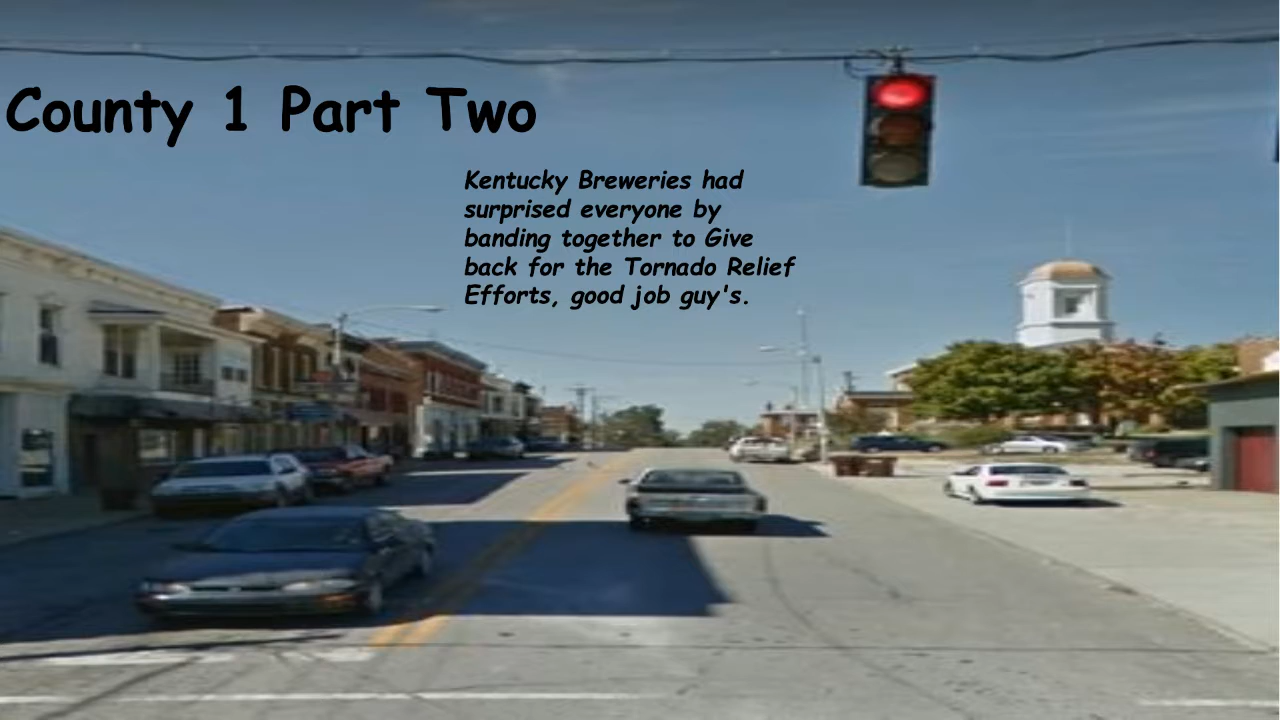 County 1 Part Two
Kentucky Breweries had
surprised everyone by
banding together to Give
back for the Tornado Relief
Efforts, good job guy's.